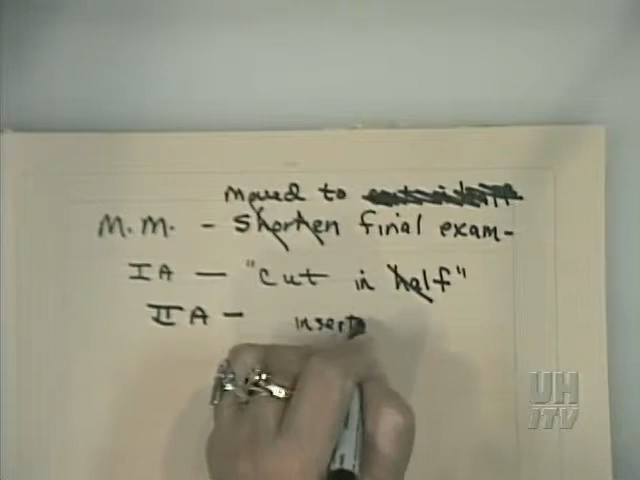 moved to
M.M. - Shorten final exam-
IA - "cut in half"
IIA - insert
UH
ITV